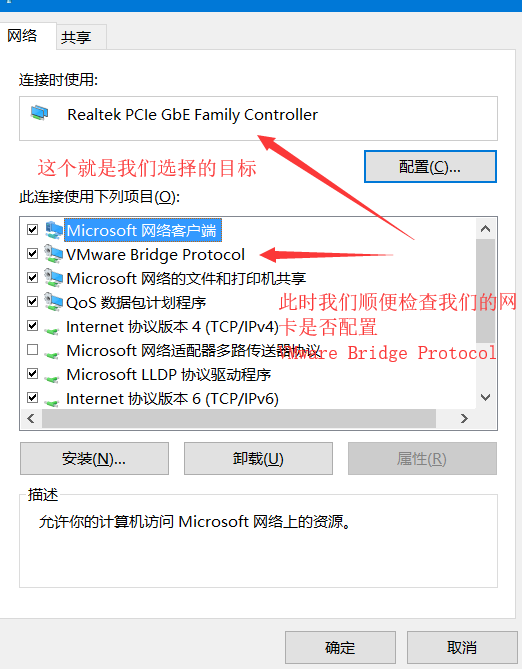 网络
共享
连接时使用:
Realtek PCIe GbE Family Controller
这个就是我们选择的目标
配置(C)...
此连接使用下列项目(O):
Microsoft 网络客户端
VMware Bridge Protocol
Microsoft 网络的文件和打印机共享
QoS 数据包计划程序
此时我们顺便检查我们的网
Internet 协议版本 4 (TCP/IPv4)
卡是否配置
Microsoft 网络适配器多路传送器协议
VMware Bridge Protocol
Microsoft LLDP 协议驱动程序
Internet 协议版本 6 (TCP/IPv6)
安装(N)...
卸载(U)
属性(R)
描述
允许你的计算机访问 Microsoft 网络上的资源。
确定
取消